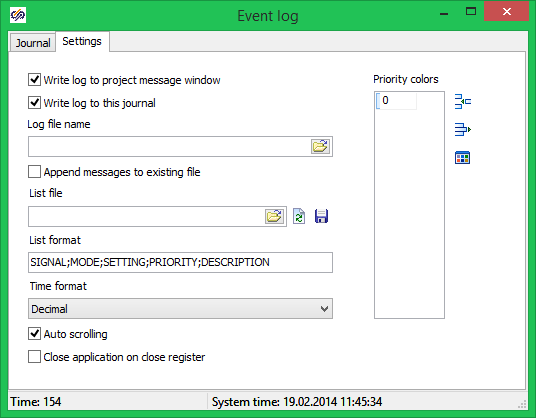 Event log
Journal
Settings
Write log to project message window
Write log to this journal
Log file name
Append messages to existing file
List file
List format
SIGNAL;MODE;SETTING;PRIORITY;DESCRIPTION
Time format
Decimal
Auto scrolling
Close application on close register
Priority colors
0
Time: 154
System time: 19.02.2014 11:45:34